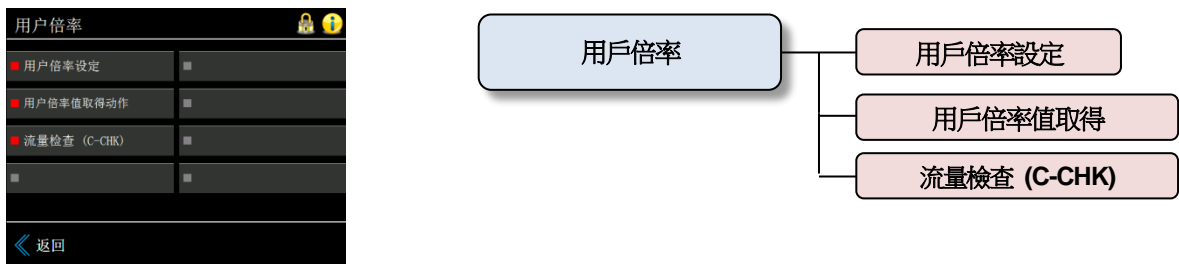 用户倍率
用户倍率设定
用户倍率值取得动作
流量检查 (C-CHK)
返回
用戶倍率
用戶倍率設定
用戶倍率值取得
流量檢查 (C-CHK)